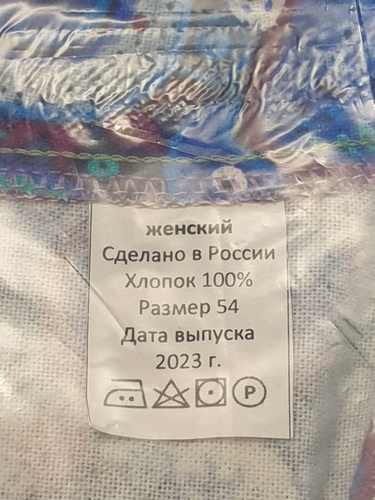 женский
Сделано в России
Хлопок 100%
Размер 54
Дата выпуска
2023 г.
P